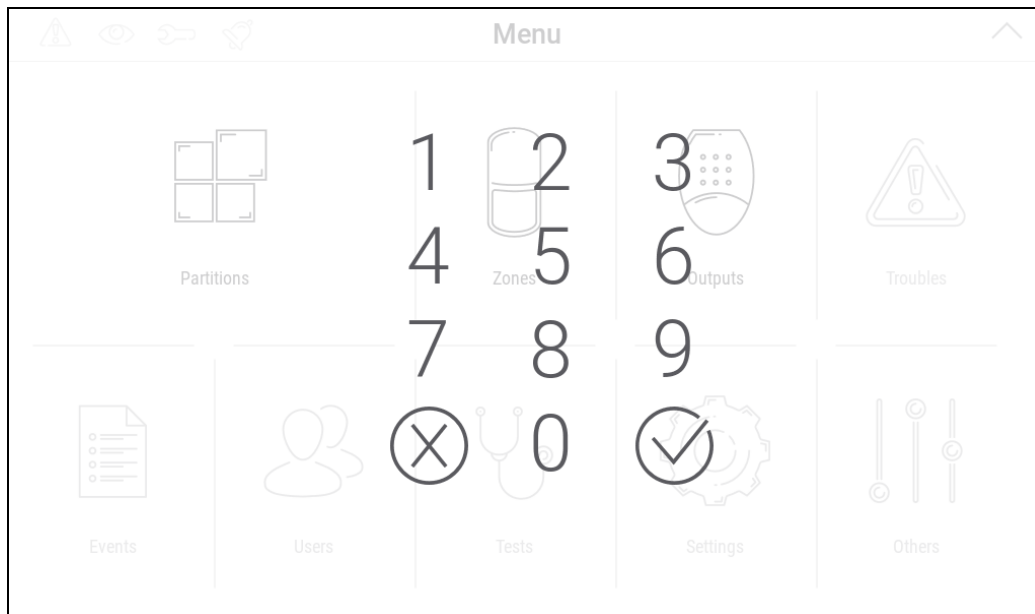 Menu
1 2 3
4 5 6
Partitions Zones Outputs Troubles
7 8 9
0
Events Users Tests Settings Others